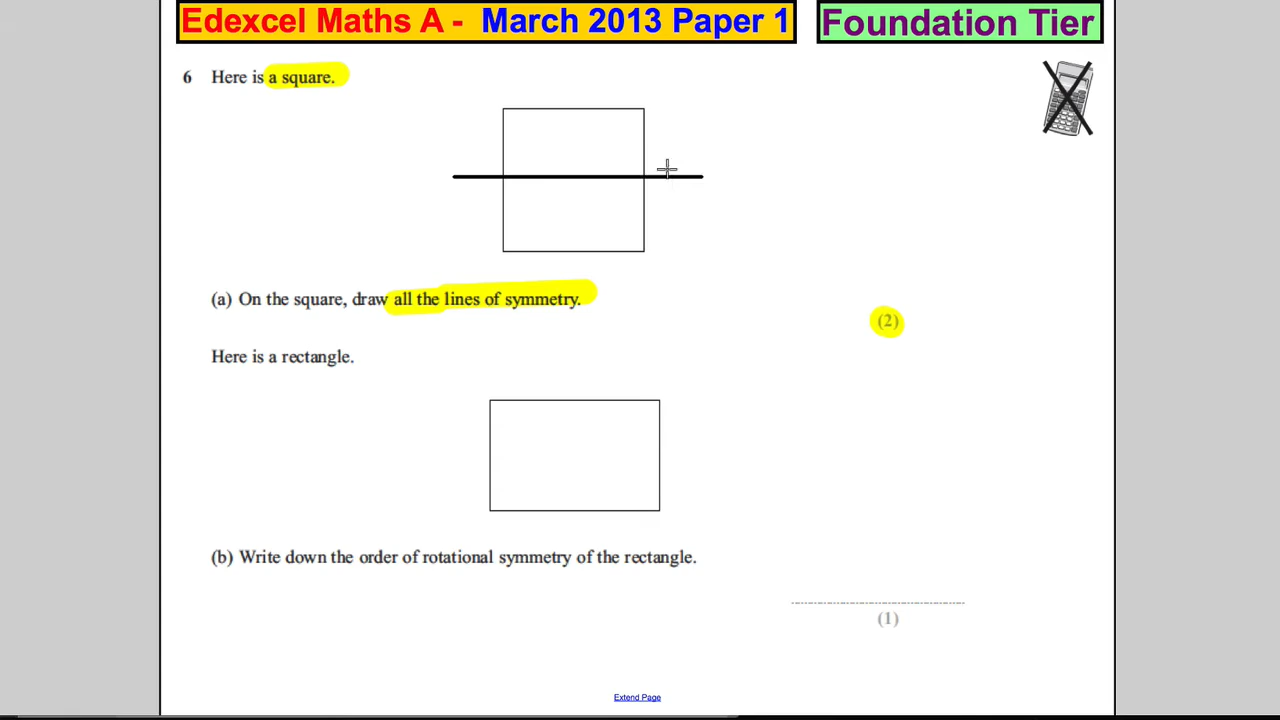 Edexcel Maths A - March 2013 Paper 1
Foundation Tier
6 Here is a square.
(a) On the square, draw all the lines of symmetry.
(2)
Here is a rectangle.
(b) Write down the order of rotational symmetry of the rectangle.
(1)
Extend Page